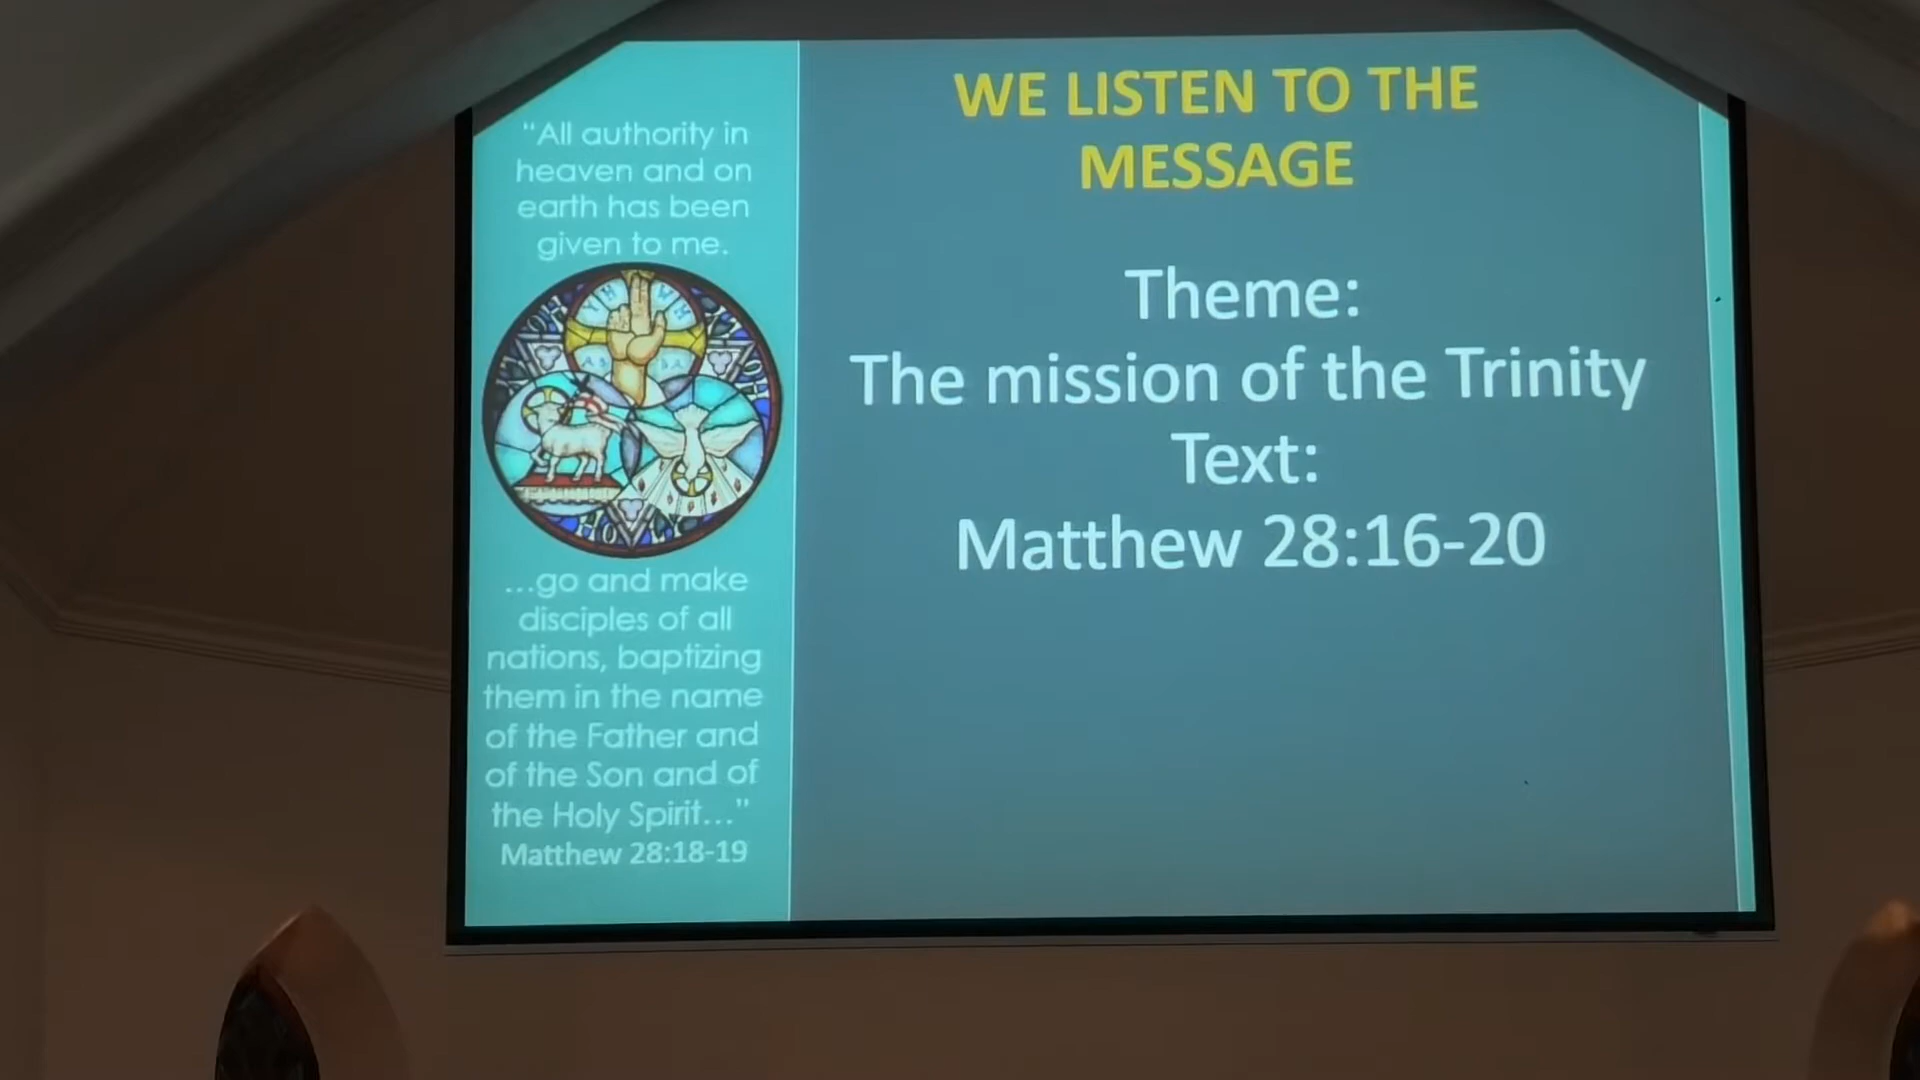 "All authority in
heaven and on
earth has been
given to me.
...go and make
disciples of all
nations, baptizing
them in the name
of the Father and
of the Son and of
the Holy Spirit..."
Matthew 28:18-19
WE LISTEN TO THE
MESSAGE
Theme:
The mission of the Trinity
Text:
Matthew 28:16-20